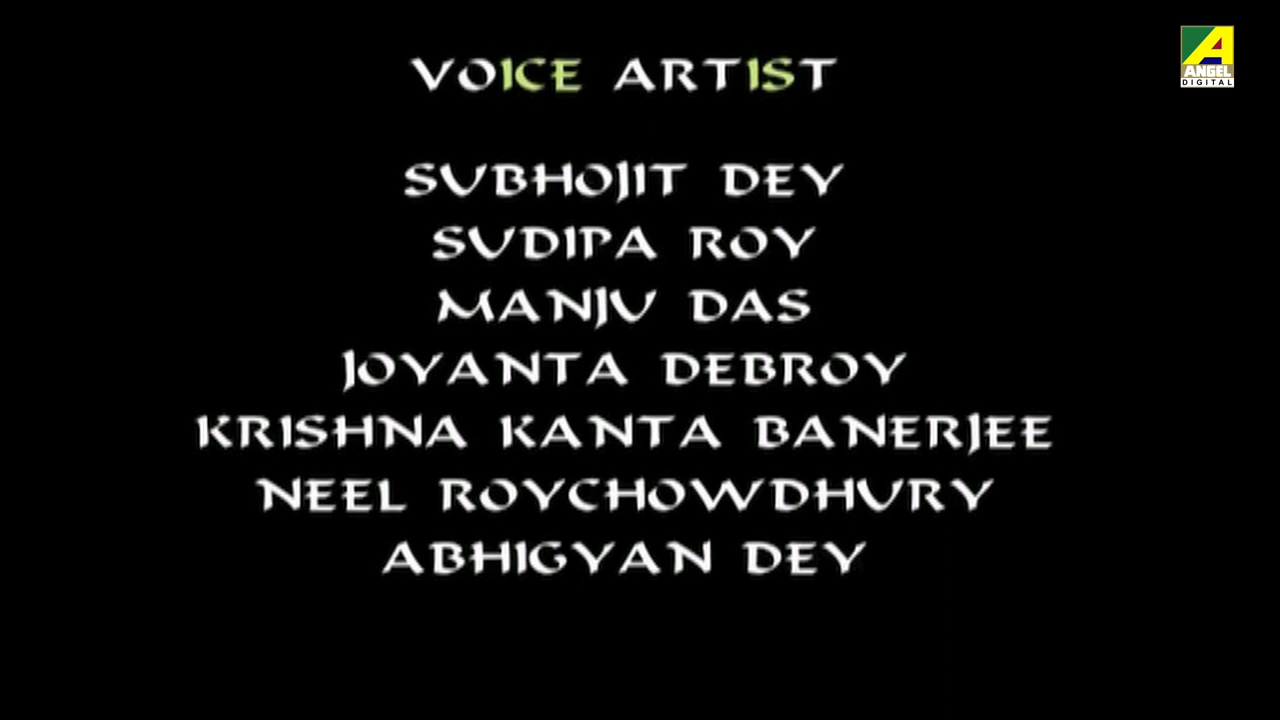 VOICE ARTIST
A
ANGEL
DIGITAL
SUBHOJIT DEY
SUDIPA ROY
MANJU DAS
JOYANTA DEBROY
KRISHNA KANTA BANERJEE
NEEL ROYCHOWDHURY
ABHIGYAN DEY